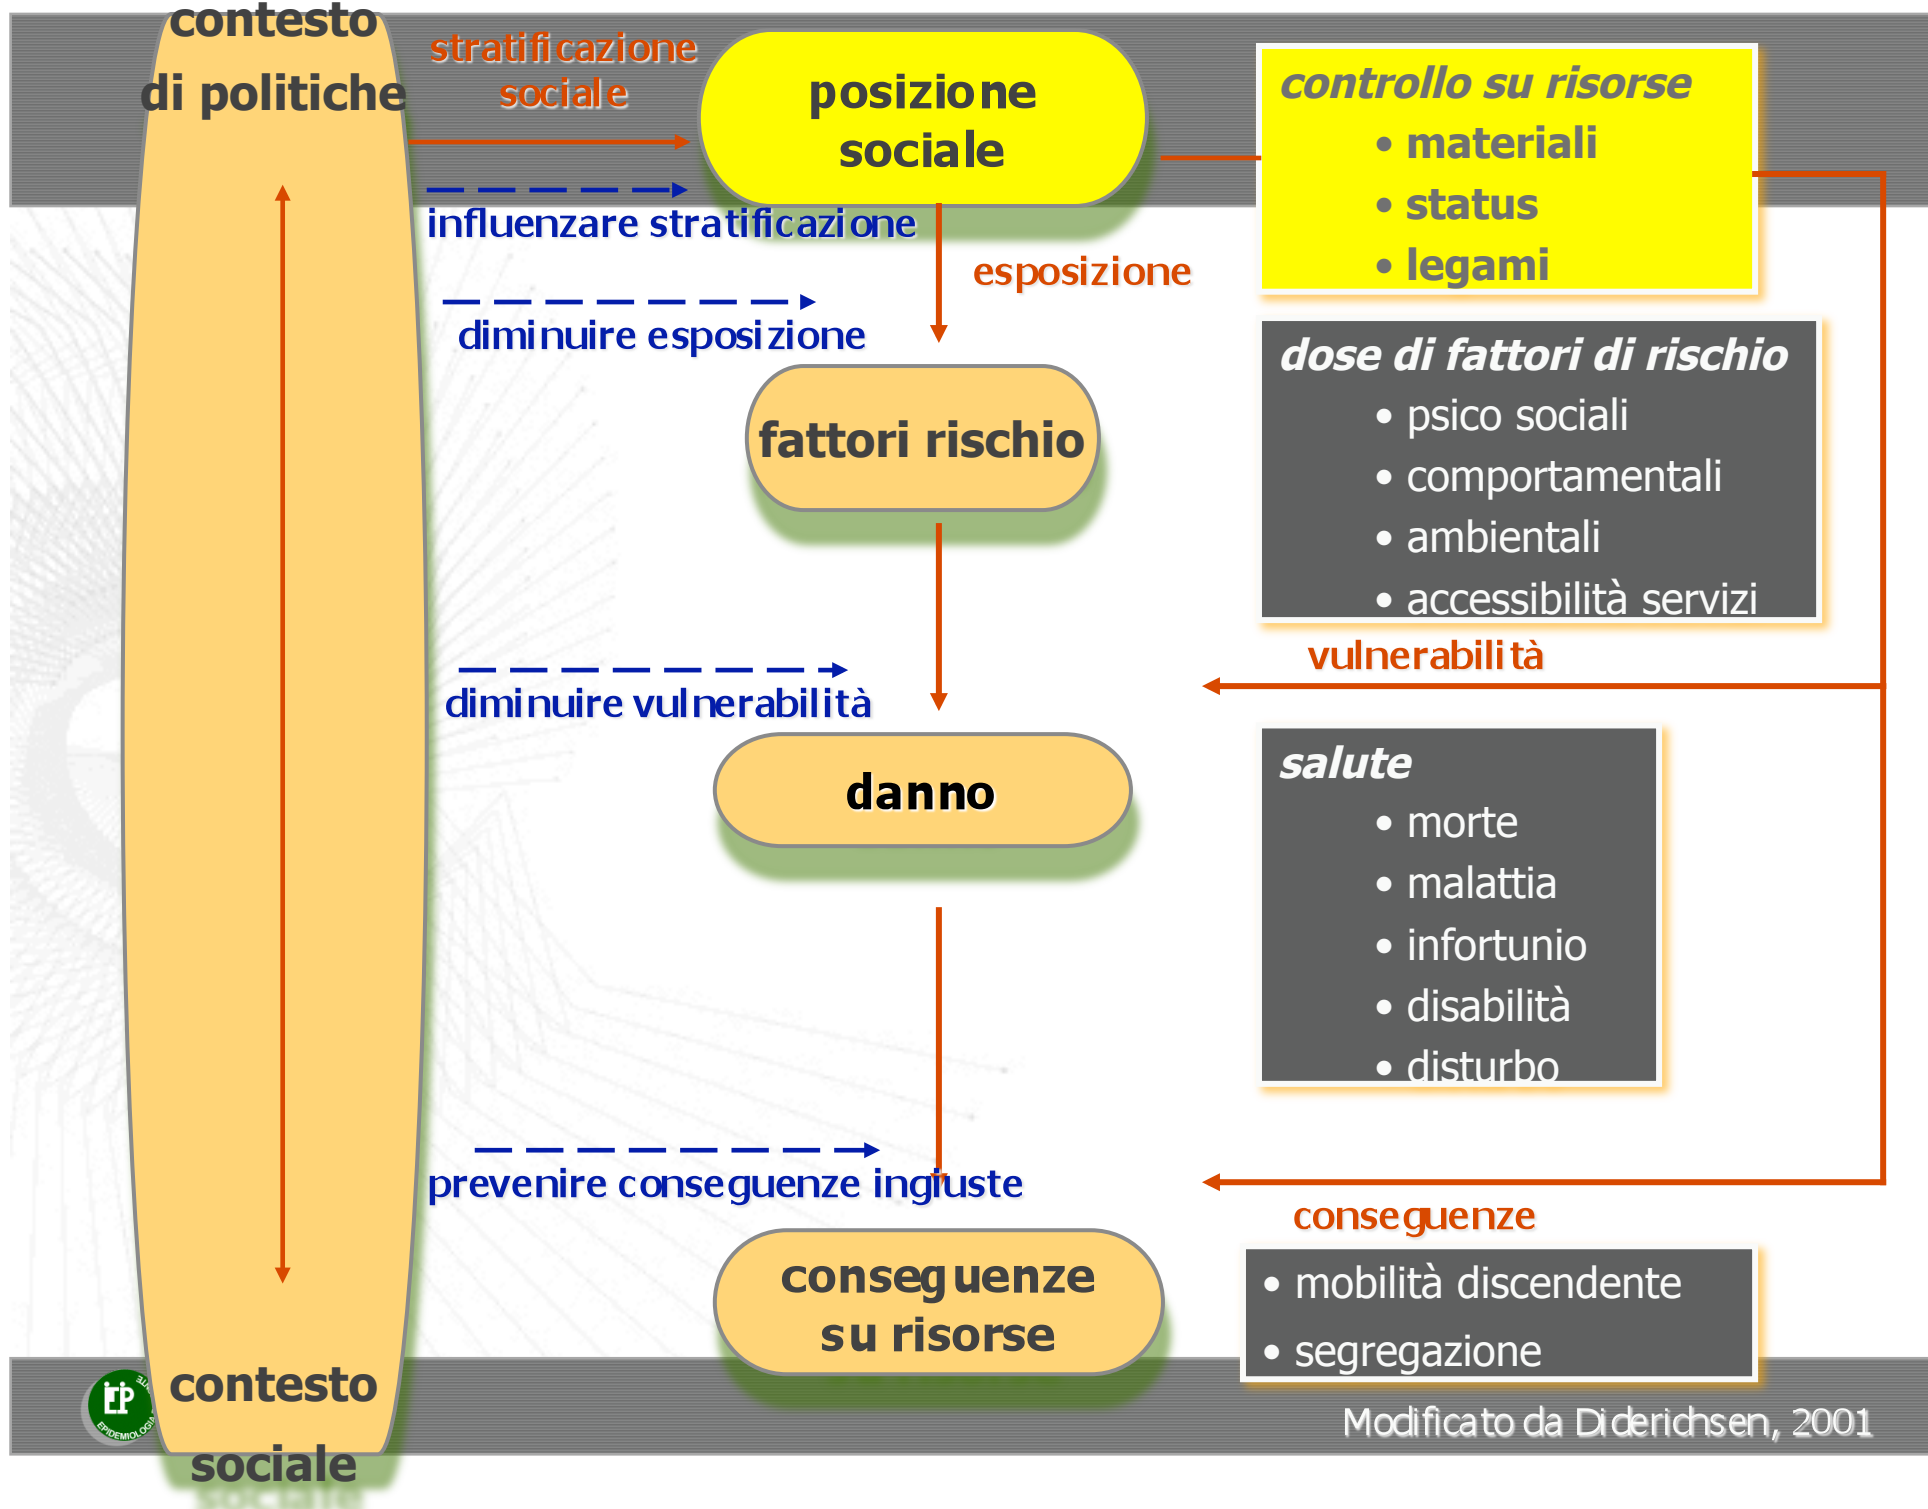 contesto
di politiche
stratificazione
sociale
posizione
sociale
controllo su risorse
• materiali
• status
• legami
influenzare stratificazione
esposizione
diminuire esposizione
dose di fattori di rischio
• psico sociali
• comportamentali
• ambientali
• accessibilità servizi
fattori rischio
vulnerabilità
diminuire vulnerabilità
danno
salute
• morte
• malattia
• infortunio
• disabilità
• disturbo
prevenire conseguenze ingiuste
conseguenze
conseguenze
su risorse
• mobilità discendente
• segregazione
contesto
sociale
EPIDEMIOLOGIA
Modificato da Diderichsen, 2001